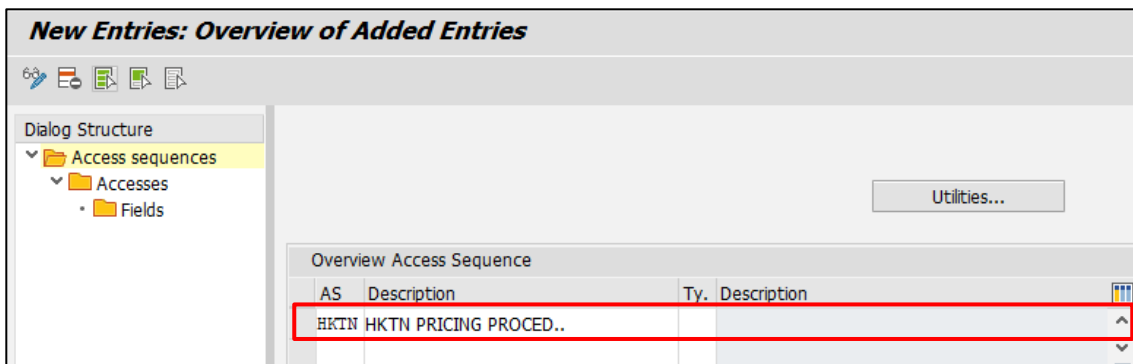 New Entries: Overview of Added Entries
Dialog Structure
Access sequences
Accesses
Fields
Utilities...
Overview Access Sequence
AS Description Ty. Description
HKTN HKTN PRICING PROCED..